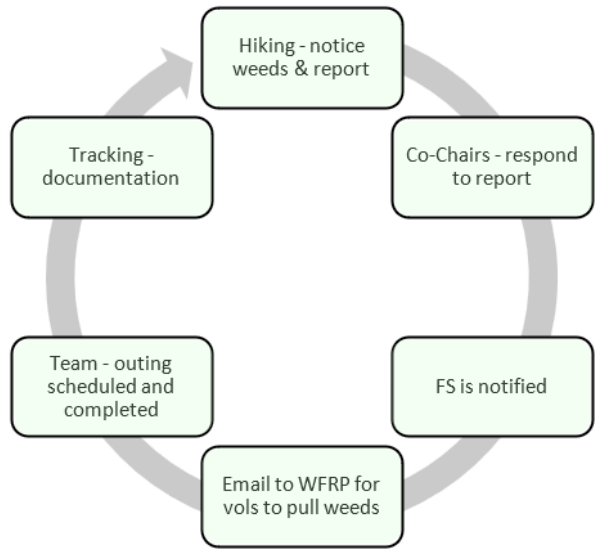 Hiking - notice
weeds & report
Co-Chairs - respond
to report
FS is notified
Email to WFRP for
vols to pull weeds
Team - outing
scheduled and
completed
Tracking -
documentation